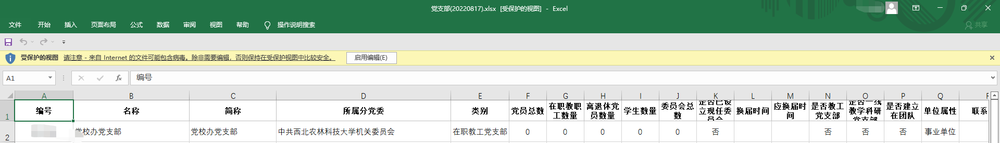 党支部(20220817).xlsx [受保护的视图] - Excel
文件 开始 插入 页面布局 公式 数据 审阅 视图 帮助 操作说明搜索 共享
受保护的视图 请注意 - 来自 Internet 的文件可能包含病毒。除非需要编辑，否则保持在受保护视图中比较安全。 启用编辑(E)
A1 fx 编号
A B C D E F G H I J K L M N O P Q
1 编号 名称 简称 所属分党委 类别 党员总数 在职教职工数量 离退休党员数量 学生数量 委员会总数 是否已设立现任委员会 换届时间 应换届时间 是否教工党支部 是否一线教学科研党支部 是否建立在团队 单位属性 联系
2 党校办党支部 党校办党支部 中共西北农林科技大学机关委员会 在职教工党支部 0 0 0 0 0 否 否 否 否 事业单位